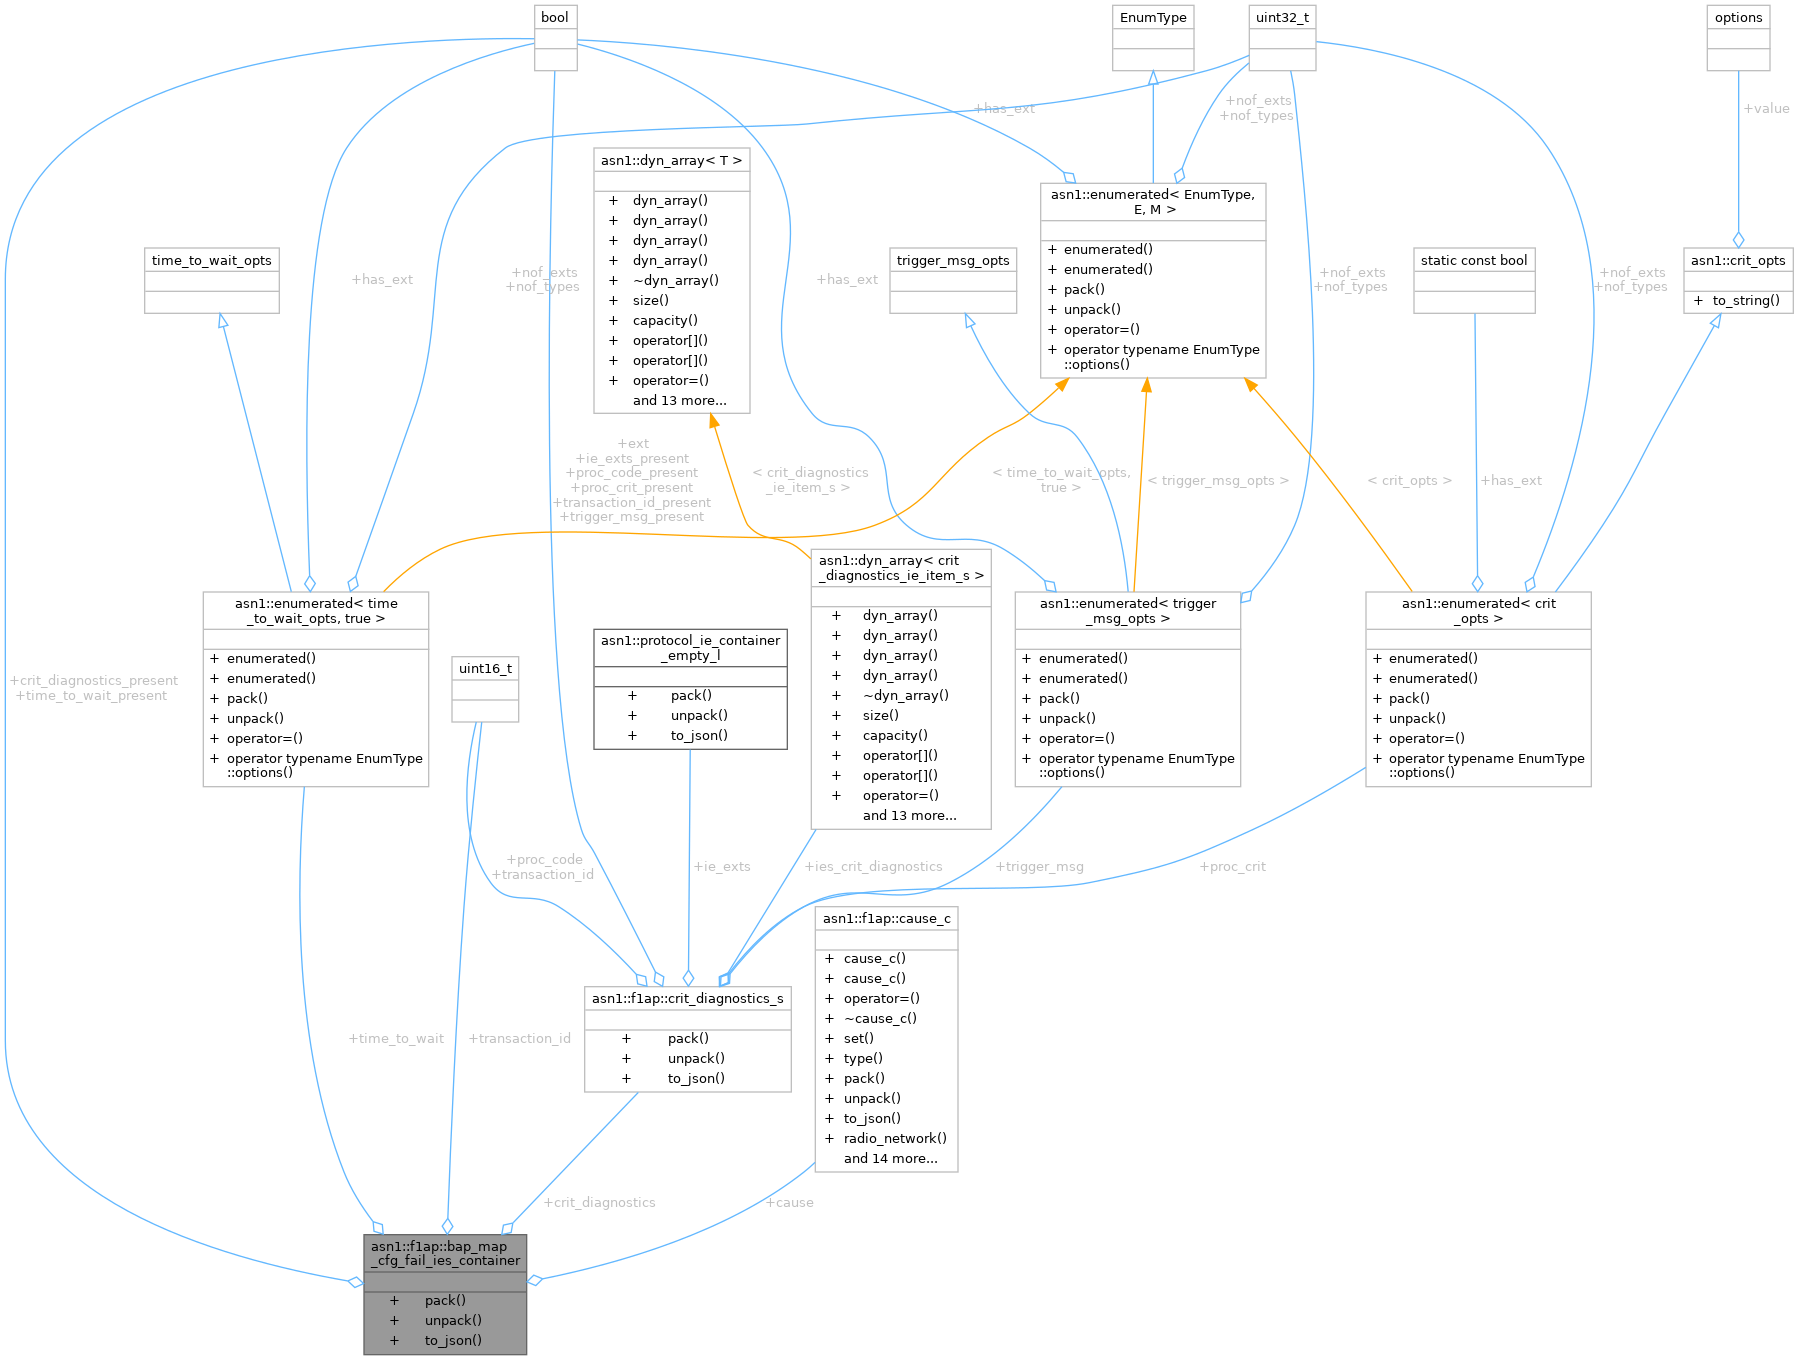 bool
EnumType
uint32_t
options
+has_ext
+nof_exts
+nof_types
+value
asn1::dyn_array< T >
+ dyn_array()
+ dyn_array()
+ dyn_array()
+ dyn_array()
+ ~dyn_array()
+ size()
+ capacity()
+ operator[]()
+ operator[]()
+ operator=()
and 13 more...
asn1::enumerated< EnumType,
E, M >
+ enumerated()
+ enumerated()
+ pack()
+ unpack()
+ operator=()
+ operator typename EnumType
::options()
time_to_wait_opts
+has_ext
+nof_exts
+nof_types
+has_ext
trigger_msg_opts
+nof_exts
+nof_types
static const bool
+nof_exts
+nof_types
asn1::crit_opts
+ to_string()
+ext
+ie_exts_present
+proc_code_present
+proc_crit_present
+transaction_id_present
+trigger_msg_present
< crit_diagnostics
_ie_item_s >
< time_to_wait_opts,
true >
< trigger_msg_opts >
< crit_opts >
+has_ext
asn1::enumerated< time
_to_wait_opts, true >
+ enumerated()
+ enumerated()
+ pack()
+ unpack()
+ operator=()
+ operator typename EnumType
::options()
asn1::dyn_array< crit
_diagnostics_ie_item_s >
+ dyn_array()
+ dyn_array()
+ dyn_array()
+ dyn_array()
+ ~dyn_array()
+ size()
+ capacity()
+ operator[]()
+ operator[]()
+ operator=()
and 13 more...
asn1::enumerated< trigger
_msg_opts >
+ enumerated()
+ enumerated()
+ pack()
+ unpack()
+ operator=()
+ operator typename EnumType
::options()
asn1::enumerated< crit
_opts >
+ enumerated()
+ enumerated()
+ pack()
+ unpack()
+ operator=()
+ operator typename EnumType
::options()
+crit_diagnostics_present
+time_to_wait_present
uint16_t
asn1::protocol_ie_container
_empty_l
+ pack()
+ unpack()
+ to_json()
+proc_code
+transaction_id
+ie_exts
+ies_crit_diagnostics
+trigger_msg
+proc_crit
asn1::f1ap::cause_c
+ cause_c()
+ cause_c()
+ operator=()
+ ~cause_c()
+ set()
+ type()
+ pack()
+ unpack()
+ to_json()
+ radio_network()
and 14 more...
asn1::f1ap::crit_diagnostics_s
+ pack()
+ unpack()
+ to_json()
+time_to_wait
+transaction_id
+crit_diagnostics
+cause
asn1::f1ap::bap_map
_cfg_fail_ies_container
+ pack()
+ unpack()
+ to_json()